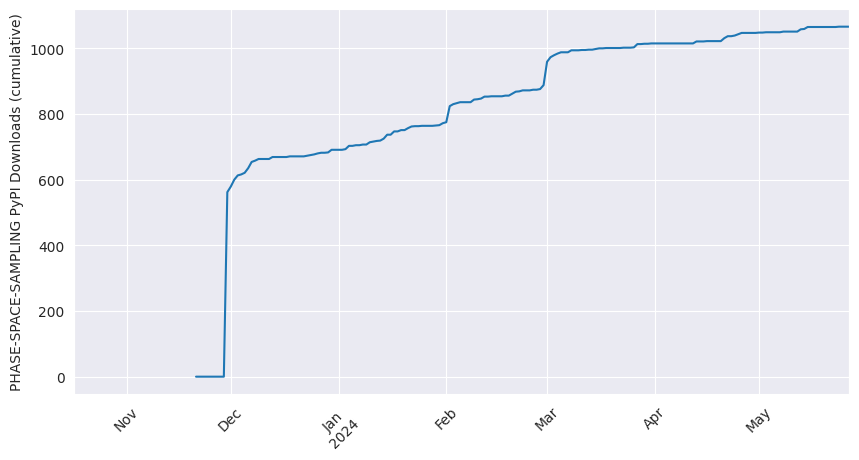 PHASE-SPACE-SAMPLING PyPI Downloads (cumulative)
1000
800
600
400
200
0
Nov
Dec
Jan
2024
Feb
Mar
Apr
May